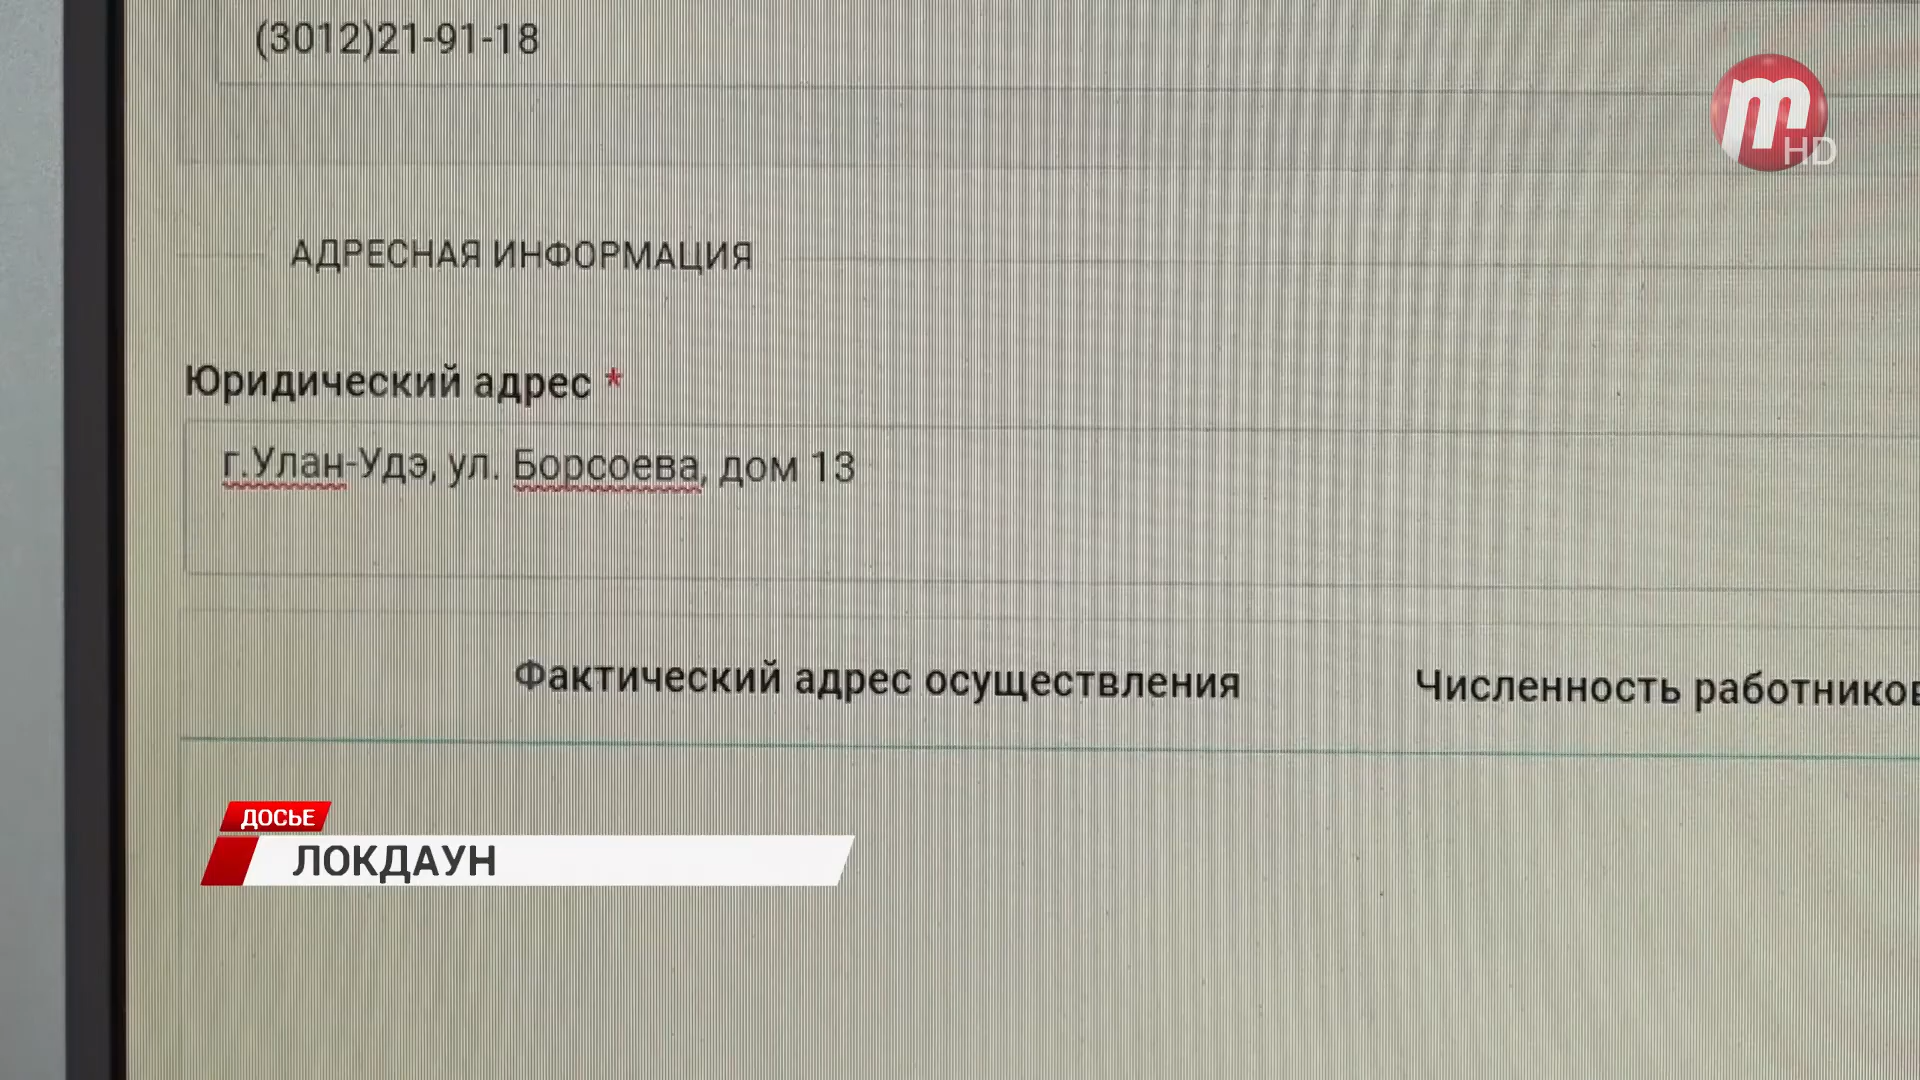 (3012)21-91-18
m HD
АДРЕСНАЯ ИНФОРМАЦИЯ
Юридический адрес *
г.Улан-Удэ, ул. Борсоева, дом 13
Фактический адрес осуществления
Численность работников
ДОСЬЕ
ЛОКДАУН